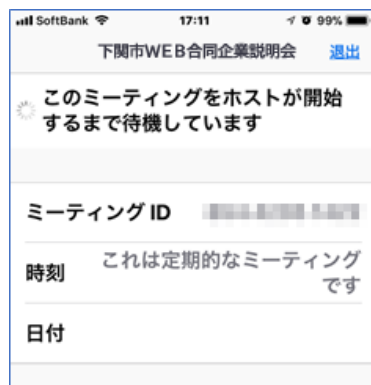 SoftBank 17:11 99%
下関市WEB合同企業説明会 退出
このミーティングをホストが開始
するまで待機しています
ミーティング ID
時刻 これは定期的なミーティング
です
日付